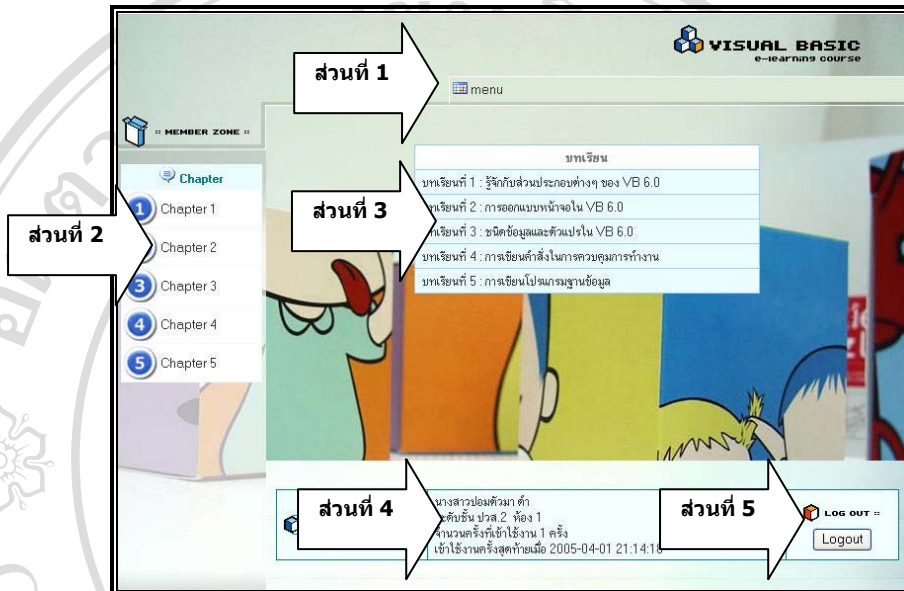 VISUAL BASIC
e-learning course
ส่วนที่ 1
menu
:: MEMBER ZONE ::
Chapter
Chapter 1
Chapter 2
Chapter 3
Chapter 4
Chapter 5
1
3
4
5
ส่วนที่ 2
ส่วนที่ 3
บทเรียน
บทเรียนที่ 1 : รู้จักกับส่วนประกอบต่างๆ ของ VB 6.0
ที่ 2 : การออกแบบหน้าจอใน VB 6.0
ที่ 3 : ชนิดข้อมูลและตัวแปรใน VB 6.0
บทเรียนที่ 4 : การเขียนคำสั่งในการควบคุมการทำงาน
บทเรียนที่ 5 : การเขียนโปรแกรมฐานข้อมูล
ส่วนที่ 4
นางสาวปอมตัวมา ดำ
ระดับชั้น ปวส.2 ห้อง 1
จำนวนครั้งที่เข้าใช้งาน 1 ครั้ง
เข้าใช้งานครั้งสุดท้ายเมื่อ 2005-04-01 21:14:18
ส่วนที่ 5
LOG OUT ::
Logout